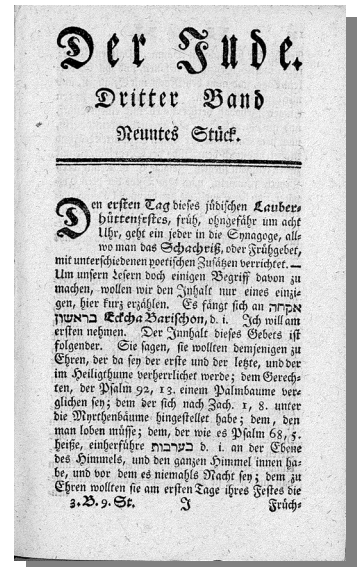 Der Jude.
Dritter Band
Neuntes Stück.
Den ersten Tag dieses jüdischen Lauber-
hüttenfestes, früh, ohngefähr um acht
Uhr, geht ein jeder in die Synagoge, all-
wo man das Schachriß, oder Frühgebet,
mit unterschiedenen poetischen Zusätzen verrichtet. —
Um unsern Lesern doch einigen Begriff davon zu
machen, wollen wir den Inhalt nur eines einzi-
gen, hier kurz erzählen. Es fängt sich an אקחה
בראשון Eckcha Barischon, d. i. Ich will am
ersten nehmen. Der Innhalt dieses Gebets ist
folgender. Sie sagen, sie wollten demjenigen zu
Ehren, der da sey der erste und der letzte, und der
im Heiligthume verherrlichet werde; dem Gerech-
ten, der Psalm 92, 13. einem Palmbaume ver-
glichen sey; dem der sich nach Zach. 1, 8. unter
die Myrthenbäume hingestellet habe; dem, den
man loben müsse; dem, der wie es Psalm 68, 5.
heiße, einherführe בערבות d. i. an der Ebene
des Himmels, und den ganzen Himmel innen ha-
be, und vor dem es niemahls Nacht sey; dem zu
Ehren wollten sie am ersten Tage ihres Festes die
3. B. 9. St. J Früch-